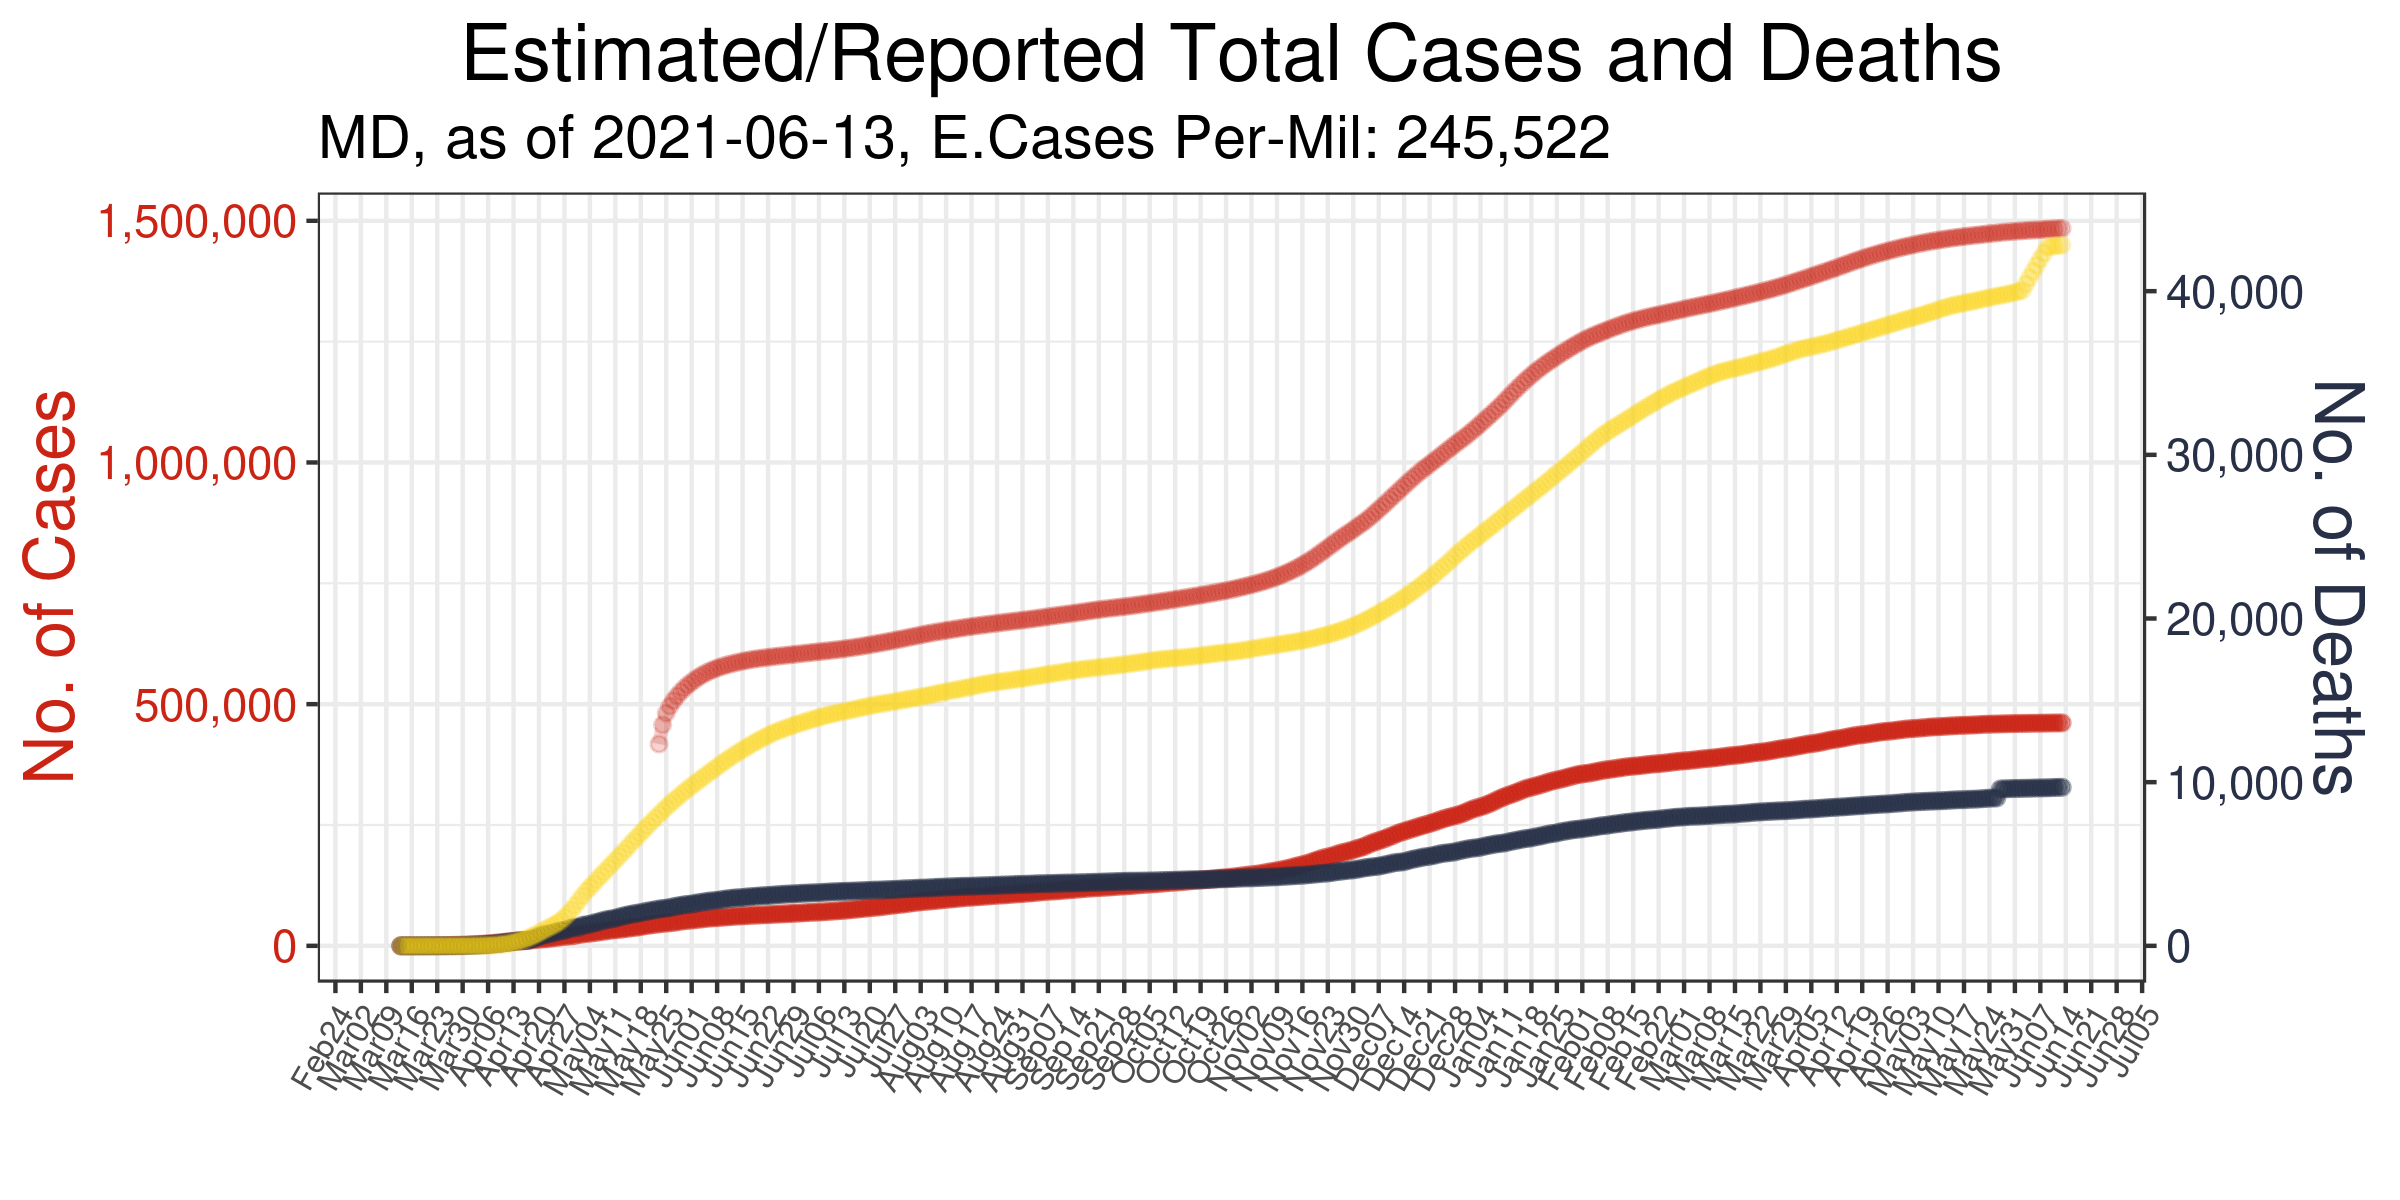 Estimated/Reported Total Cases and Deaths
MD, as of 2021-06-13, E.Cases Per-Mil: 245,522
No. of Cases
1,500,000
1,000,000
500,000
0
40,000
30,000
20,000
10,000
0
No. of Deaths
Feb24
Mar02
Mar09
Mar16
Mar23
Mar30
Apr06
Apr13
Apr20
Apr27
May04
May11
May18
May25
Jun01
Jun08
Jun15
Jun22
Jun29
Jul06
Jul13
Jul20
Jul27
Aug03
Aug10
Aug17
Aug24
Aug31
Sep07
Sep14
Sep21
Sep28
Oct05
Oct12
Oct19
Oct26
Nov02
Nov09
Nov16
Nov23
Nov30
Dec07
Dec14
Dec21
Dec28
Jan04
Jan11
Jan18
Jan25
Feb01
Feb08
Feb15
Feb22
Mar01
Mar08
Mar15
Mar22
Mar29
Apr05
Apr12
Apr19
Apr26
May03
May10
May17
May24
May31
Jun07
Jun14
Jun21
Jun28
Jul05